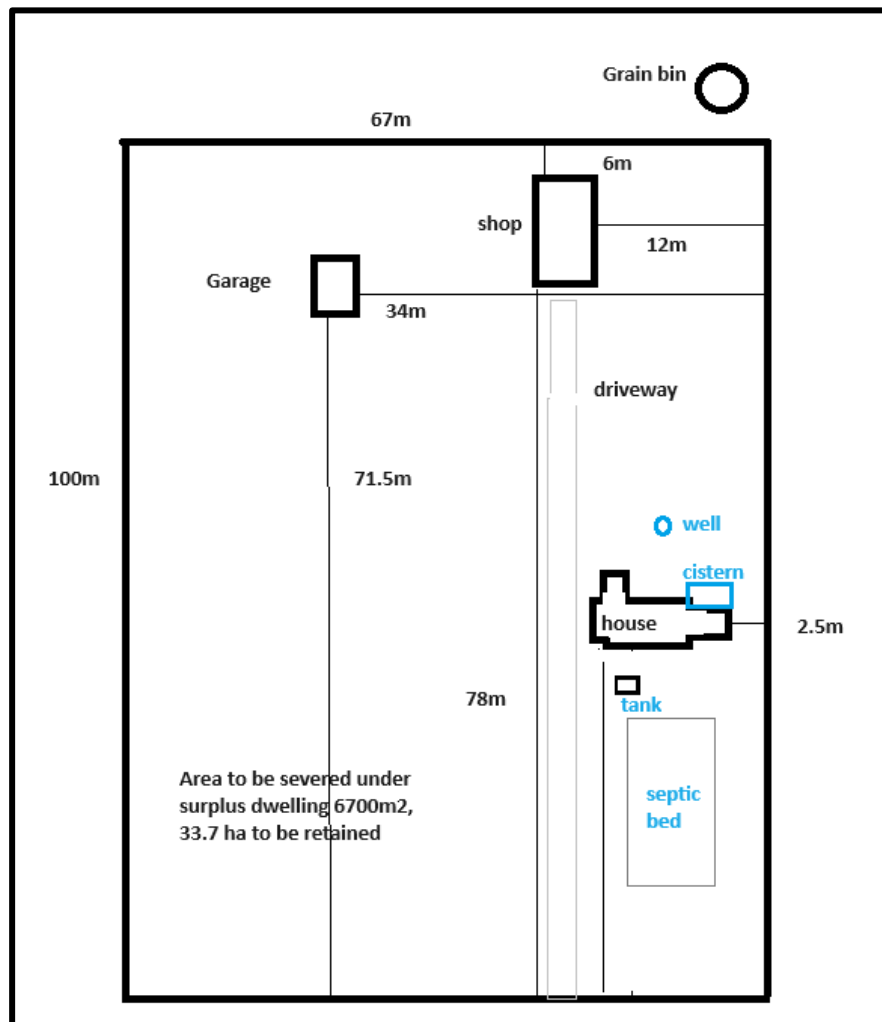 Grain bin
67m
6m
shop
12m
Garage
34m
driveway
100m
71.5m
well
cistern
house
2.5m
78m
tank
Area to be severed under
surplus dwelling 6700m2,
33.7 ha to be retained
septic
bed